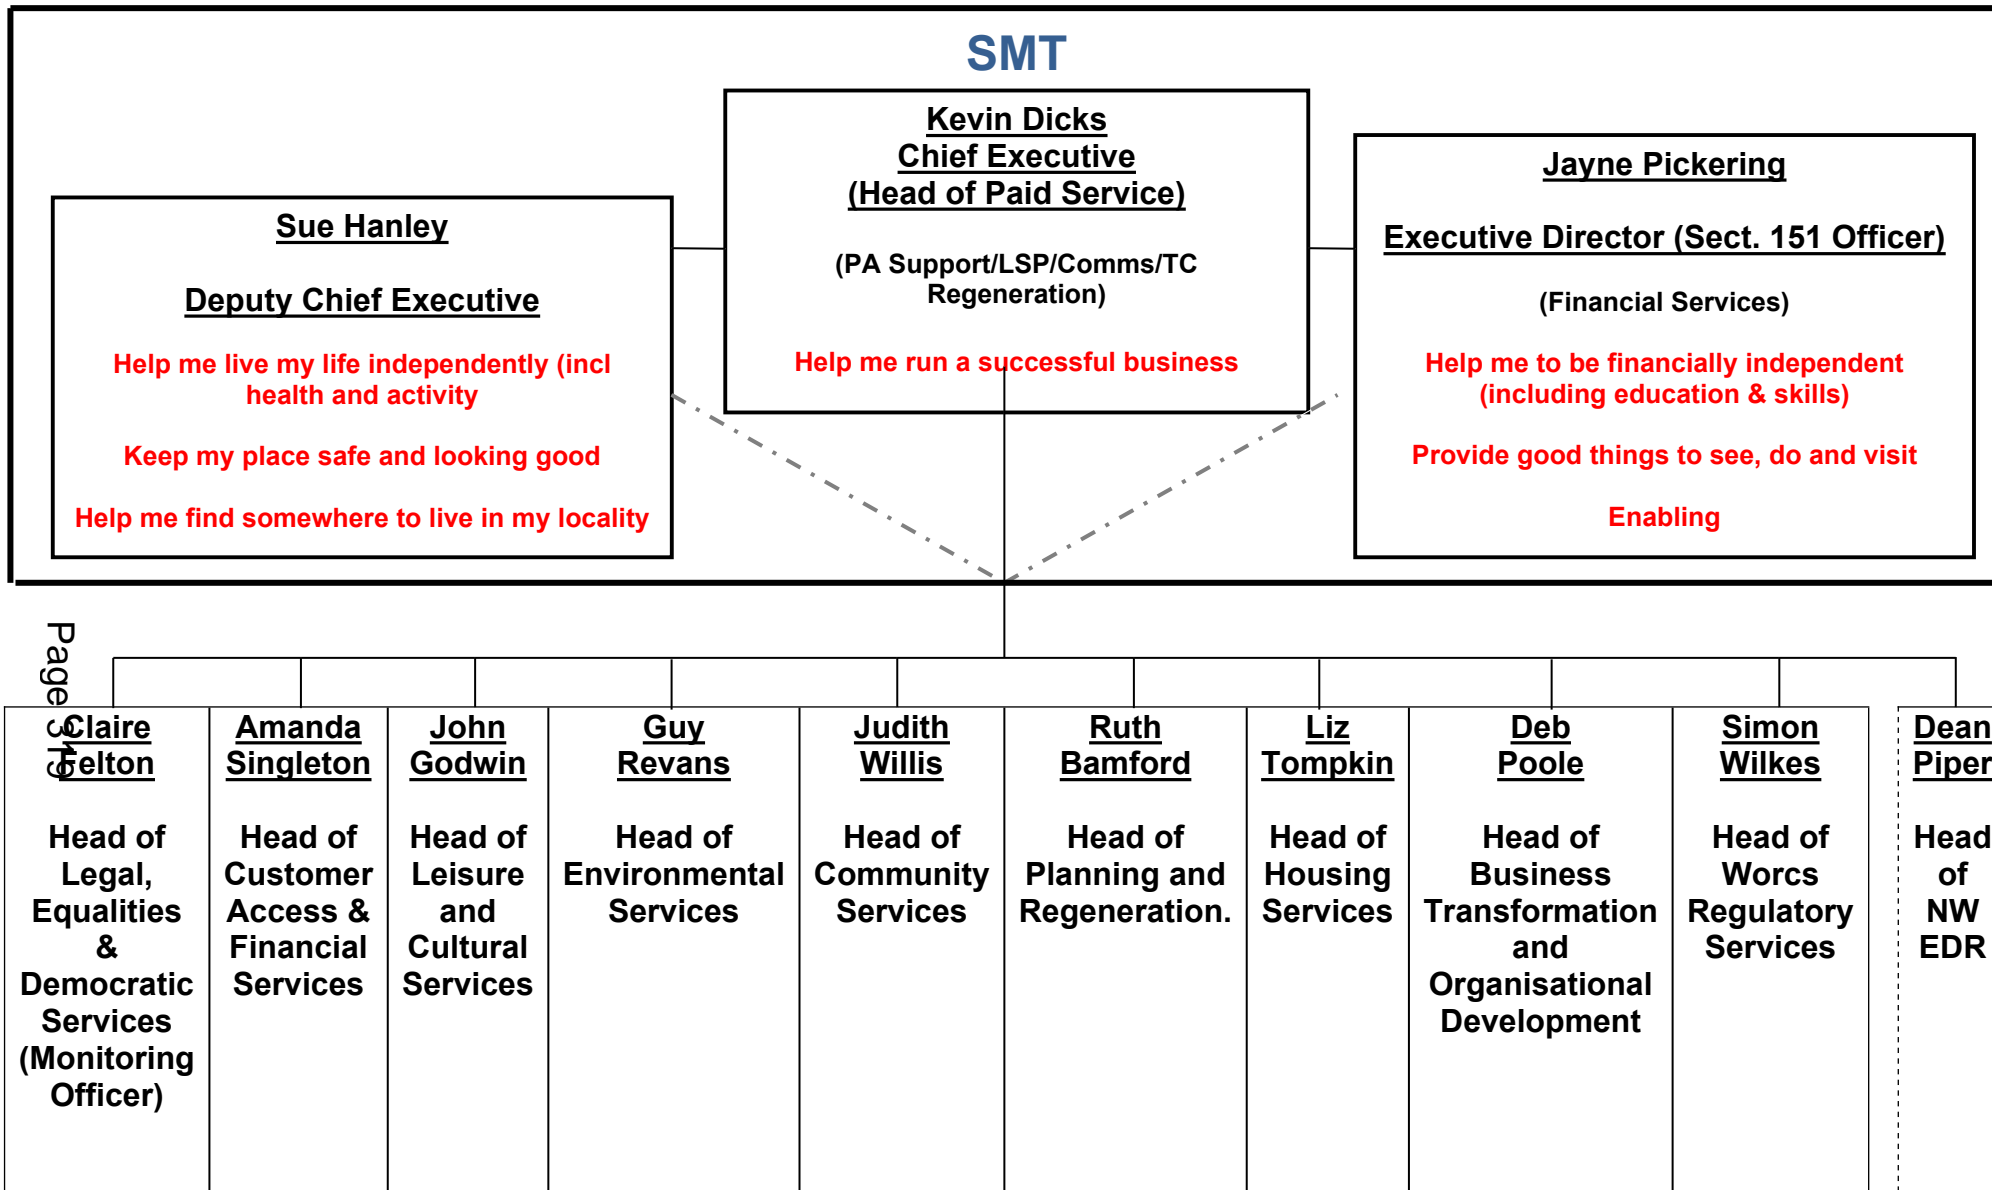 SMT
Kevin Dicks
Chief Executive
(Head of Paid Service)
(PA Support/LSP/Comms/TC
Regeneration)
Help me run a successful business
Sue Hanley
Deputy Chief Executive
Help me live my life independently (incl
health and activity
Keep my place safe and looking good
Help me find somewhere to live in my locality
Jayne Pickering
Executive Director (Sect. 151 Officer)
(Financial Services)
Help me to be financially independent
(including education & skills)
Provide good things to see, do and visit
Enabling
Page 319
Claire
Felton
Head of
Legal,
Equalities
&
Democratic
Services
(Monitoring
Officer)
Amanda
Singleton
Head of
Customer
Access &
Financial
Services
John
Godwin
Head of
Leisure
and
Cultural
Services
Guy
Revans
Head of
Environmental
Services
Judith
Willis
Head of
Community
Services
Ruth
Bamford
Head of
Planning and
Regeneration.
Liz
Tompkin
Head of
Housing
Services
Deb
Poole
Head of
Business
Transformation
and
Organisational
Development
Simon
Wilkes
Head of
Worcs
Regulatory
Services
Dean
Piper
Head
of
NW
EDR